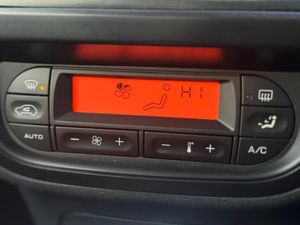 HI
AUTO
- +
- +
A/C